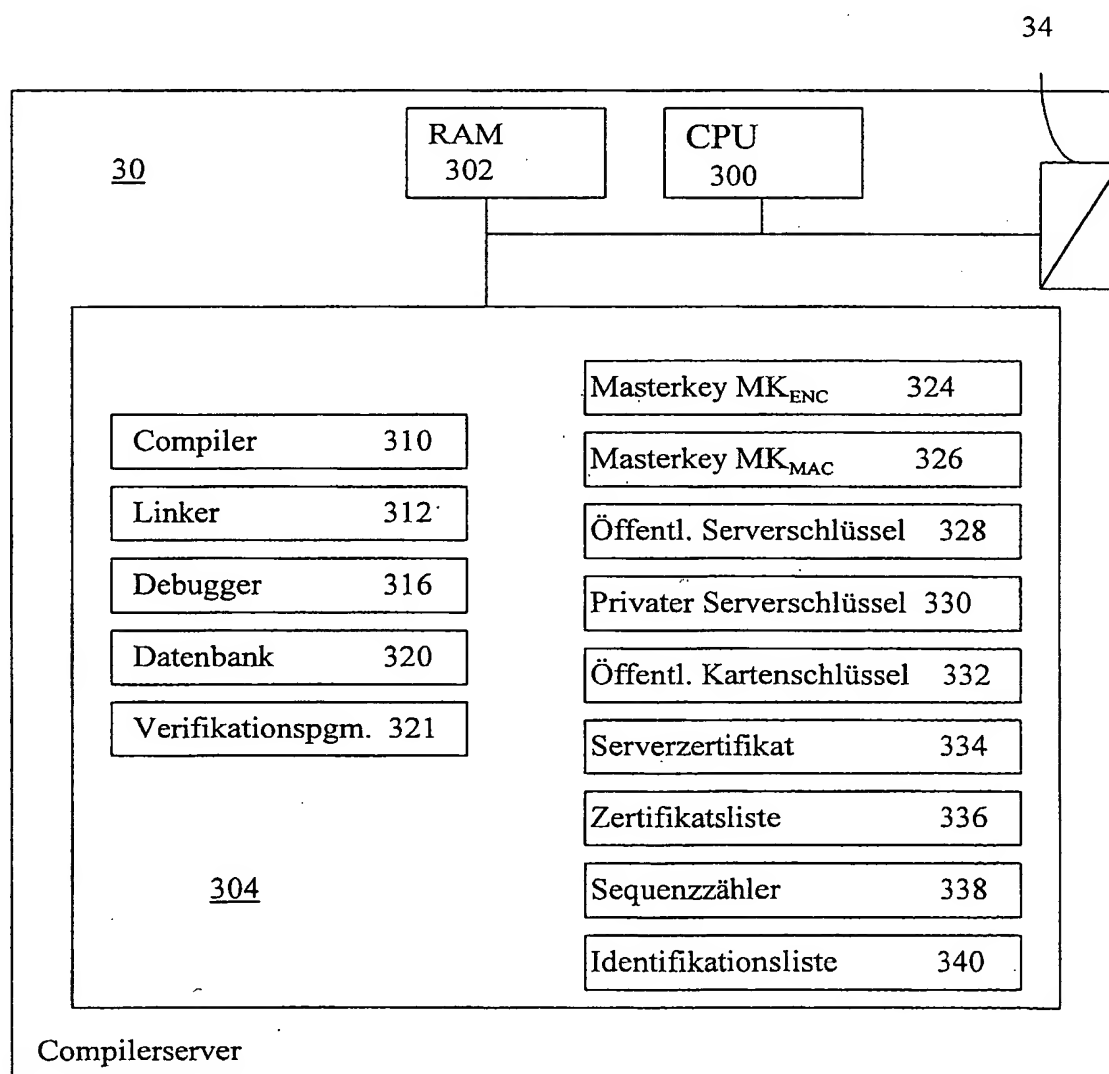 34
RAM
302
CPU
300
30
Masterkey MK_ENC 324
Masterkey MK_MAC 326
Öffentl. Serverschlüssel 328
Privater Serverschlüssel 330
Öffentl. Kartenschlüssel 332
Serverzertifikat 334
Zertifikatsliste 336
Sequenzzähler 338
Identifikationsliste 340
Compiler 310
Linker 312
Debugger 316
Datenbank 320
Verifikationspgm. 321
304
Compilerserver